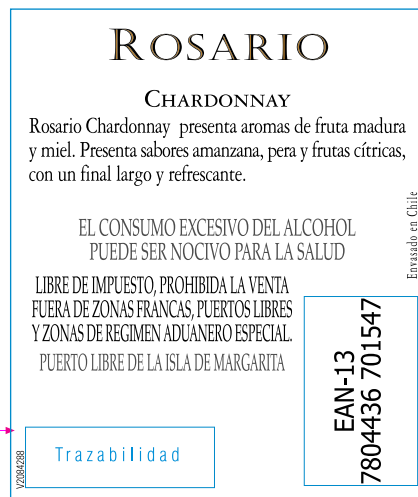 ROSARIO
CHARDONNAY
Rosario Chardonnay presenta aromas de fruta madura
y miel. Presenta sabores amanzana, pera y frutas cítricas,
con un final largo y refrescante.
EL CONSUMO EXCESIVO DEL ALCOHOL
PUEDE SER NOCIVO PARA LA SALUD
LIBRE DE IMPUESTO, PROHIBIDA LA VENTA
FUERA DE ZONAS FRANCAS, PUERTOS LIBRES
Y ZONAS DE REGIMEN ADUANERO ESPECIAL.
PUERTO LIBRE DE LA ISLA DE MARGARITA
Envasado en Chile
EAN-13
7804436 701547
Trazabilidad
V2084288